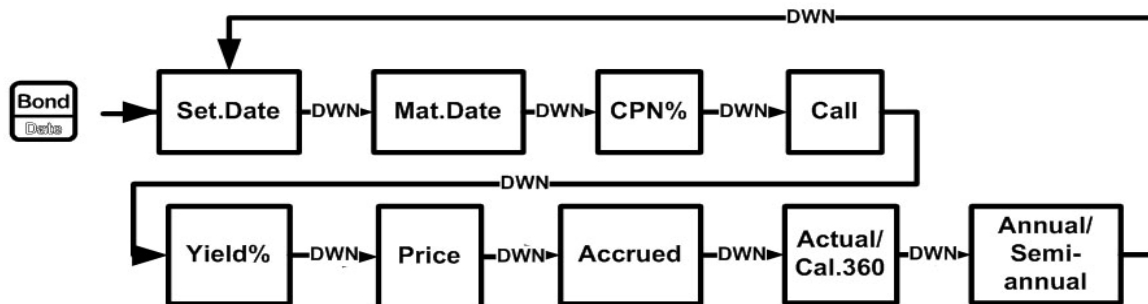 DWN
Bond
Date
Set.Date DWN Mat.Date DWN CPN% DWN Call
DWN
Yield% DWN Price DWN Accrued DWN Actual/
Cal.360 DWN Annual/
Semi-
annual